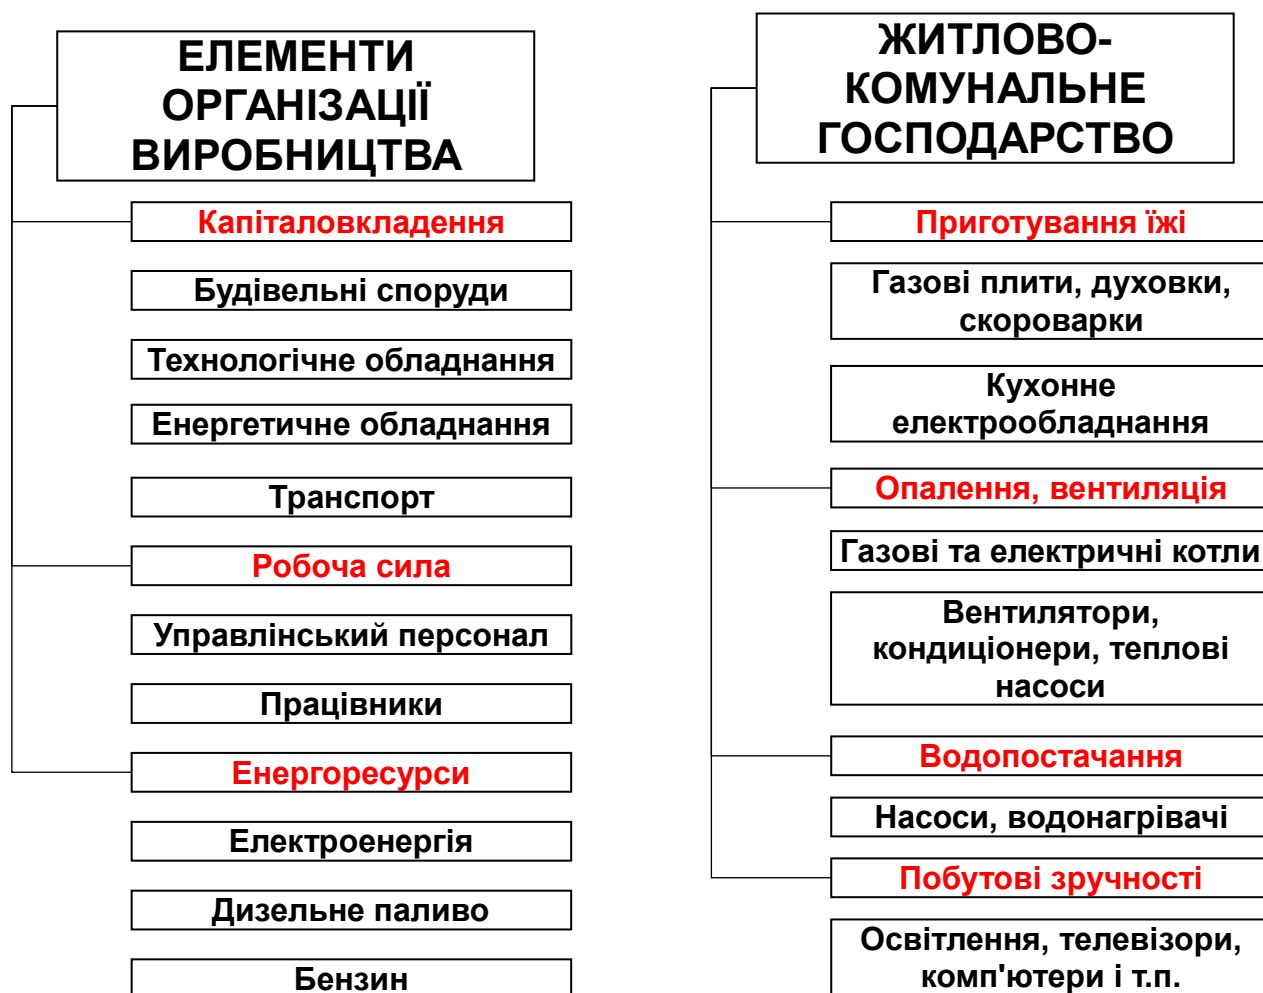 ЕЛЕМЕНТИ
ОРГАНІЗАЦІЇ
ВИРОБНИЦТВА
Капіталовкладення
Будівельні споруди
Технологічне обладнання
Енергетичне обладнання
Транспорт
Робоча сила
Управлінський персонал
Працівники
Енергоресурси
Електроенергія
Дизельне паливо
Бензин
ЖИТЛОВО-
КОМУНАЛЬНЕ
ГОСПОДАРСТВО
Приготування їжі
Газові плити, духовки,
скороварки
Кухонне
електрообладнання
Опалення, вентиляція
Газові та електричні котли
Вентилятори,
кондиціонери, теплові
насоси
Водопостачання
Насоси, водонагрівачі
Побутові зручності
Освітлення, телевізори,
комп'ютери і т.п.